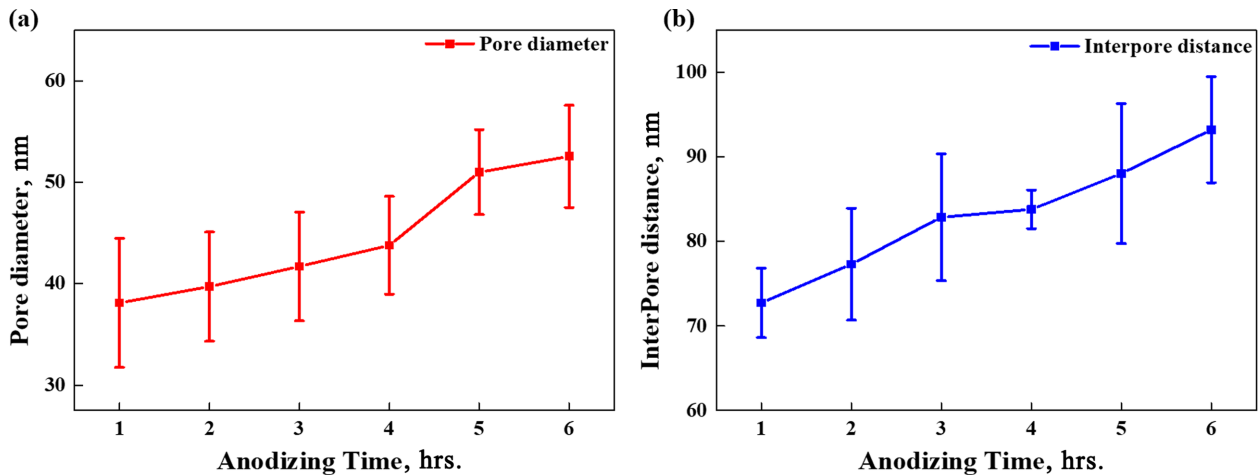 (a)
Pore diameter
60
50
40
30
Pore diameter, nm
1 2 3 4 5 6
Anodizing Time, hrs.
(b)
Interpore distance
100
90
80
70
60
InterPore distance, nm
1 2 3 4 5 6
Anodizing Time, hrs.